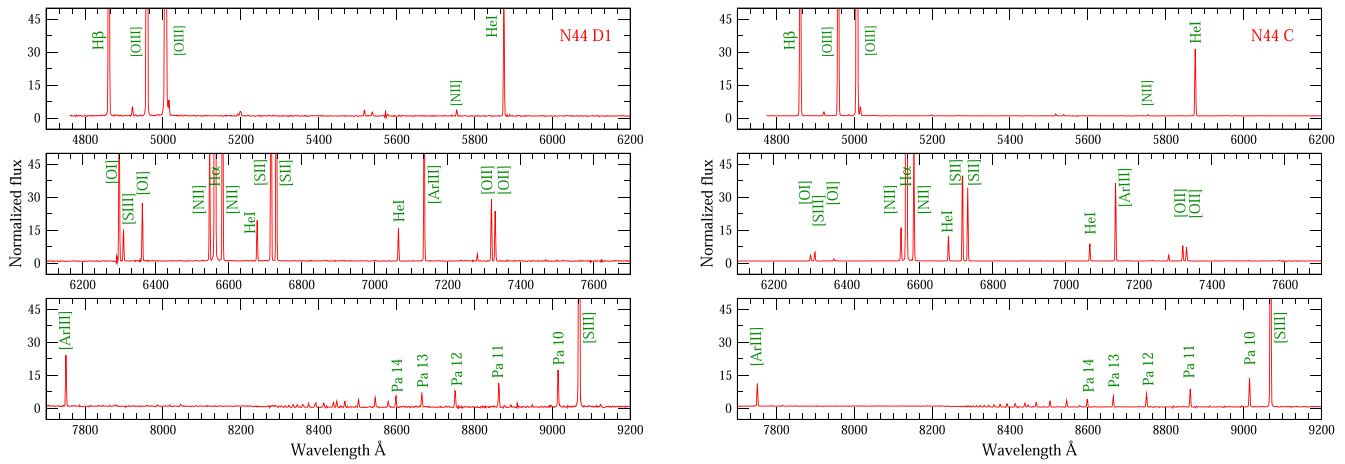 45
30
15
0
Hβ
[OIII]
[OIII]
[NII]
HeI
N44 D1
4800 5000 5200 5400 5600 5800 6000 6200
45
30
15
0
Normalized flux
[OI]
[SIII]
[OI]
[NII]
Hα
[NII]
HeI
[SII]
[SII]
HeI
[ArIII]
[OII]
[OII]
6200 6400 6600 6800 7000 7200 7400 7600
45
30
15
0
[ArIII]
Pa 14
Pa 13
Pa 12
Pa 11
Pa 10
[SIII]
7800 8000 8200 8400 8600 8800 9000 9200
Wavelength Å
45
30
15
0
Hβ
[OIII]
[OIII]
[NII]
HeI
N44 C
4800 5000 5200 5400 5600 5800 6000 6200
45
30
15
0
Normalized flux
[OI]
[SIII]
[OI]
[NII]
Hα
[NII]
HeI
[SII]
[SII]
HeI
[ArIII]
[OII]
[OII]
6200 6400 6600 6800 7000 7200 7400 7600
45
30
15
0
[ArIII]
Pa 14
Pa 13
Pa 12
Pa 11
Pa 10
[SIII]
7800 8000 8200 8400 8600 8800 9000 9200
Wavelength Å